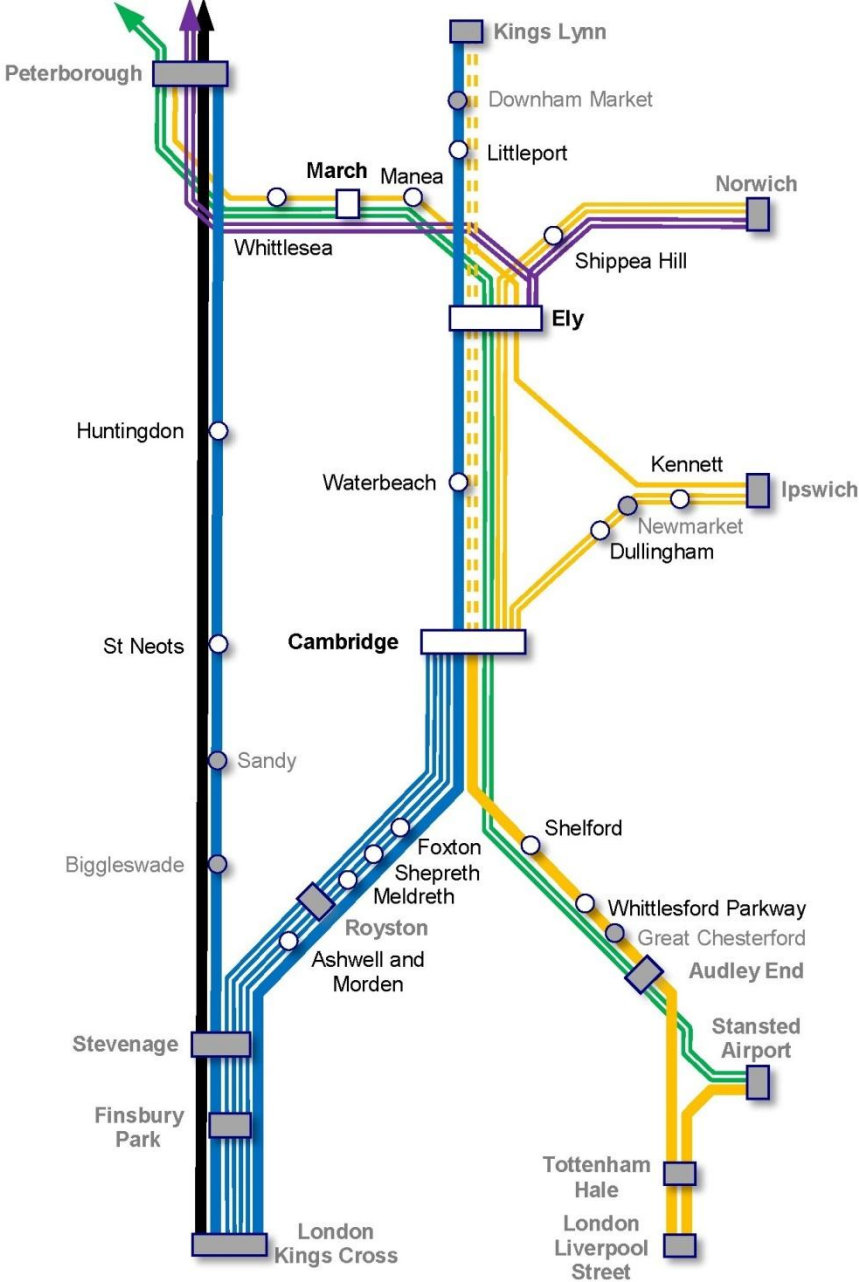 Kings Lynn
Peterborough
Downham Market
Littleport
March
Manea
Norwich
Whittlesea
Shippea Hill
Ely
Huntingdon
Kennett
Waterbeach
Ipswich
Newmarket
Dullingham
Cambridge
St Neots
Sandy
Shelford
Foxton
Biggleswade
Shepreth
Meldreth
Whittlesford Parkway
Royston
Great Chesterford
Ashwell and
Morden
Audley End
Stevenage
Stansted
Airport
Finsbury
Park
Tottenham
Hale
London
Kings Cross
London
Liverpool
Street